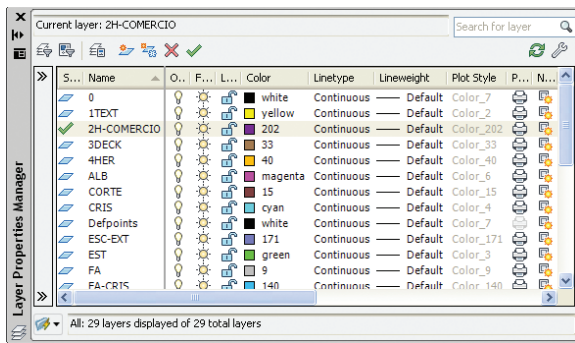 Current layer: 2H-COMERCIO
Search for layer
S... Name O.. F... L... Color Linetype Lineweight Plot Style P... N...
0 white Continuous Default Color_7
1TEXT yellow Continuous Default Color_2
2H-COMERCIO 202 Continuous Default Color_202
3DECK 33 Continuous Default Color_33
4HER 40 Continuous Default Color_40
ALB magenta Continuous Default Color_6
CORTE 15 Continuous Default Color_15
CRIS cyan Continuous Default Color_4
Defpoints white Continuous Default Color_7
ESC-EXT 171 Continuous Default Color_171
EST green Continuous Default Color_3
FA 9 Continuous Default Color_9
FA-CRIS 140 Continuous Default Color_140
Layer Properties Manager
All: 29 layers displayed of 29 total layers